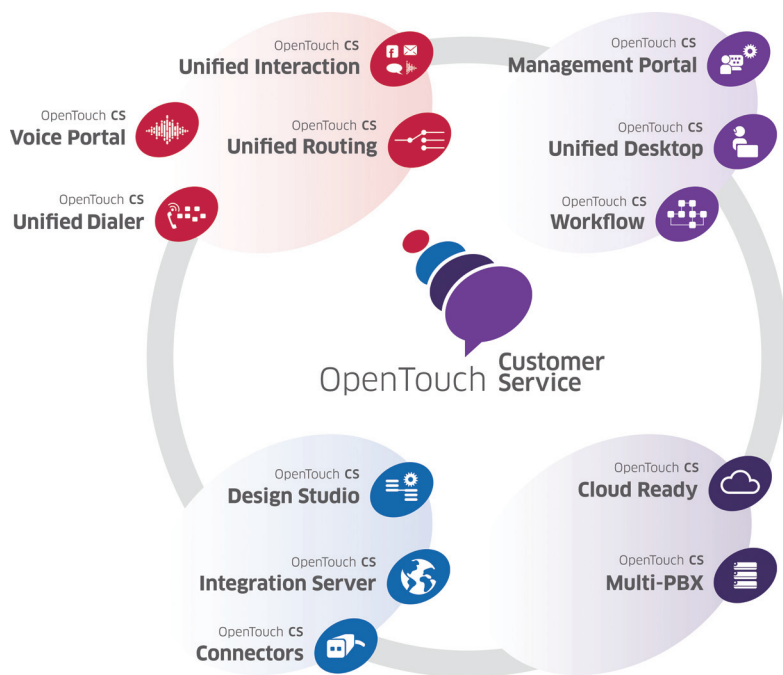 OpenTouch CS
Unified Interaction
OpenTouch CS
Voice Portal
OpenTouch CS
Unified Routing
OpenTouch CS
Unified Dialer
OpenTouch CS
Management Portal
OpenTouch CS
Unified Desktop
OpenTouch CS
Workflow
OpenTouch Customer
Service
OpenTouch CS
Design Studio
OpenTouch CS
Integration Server
OpenTouch CS
Connectors
OpenTouch CS
Cloud Ready
OpenTouch CS
Multi-PBX